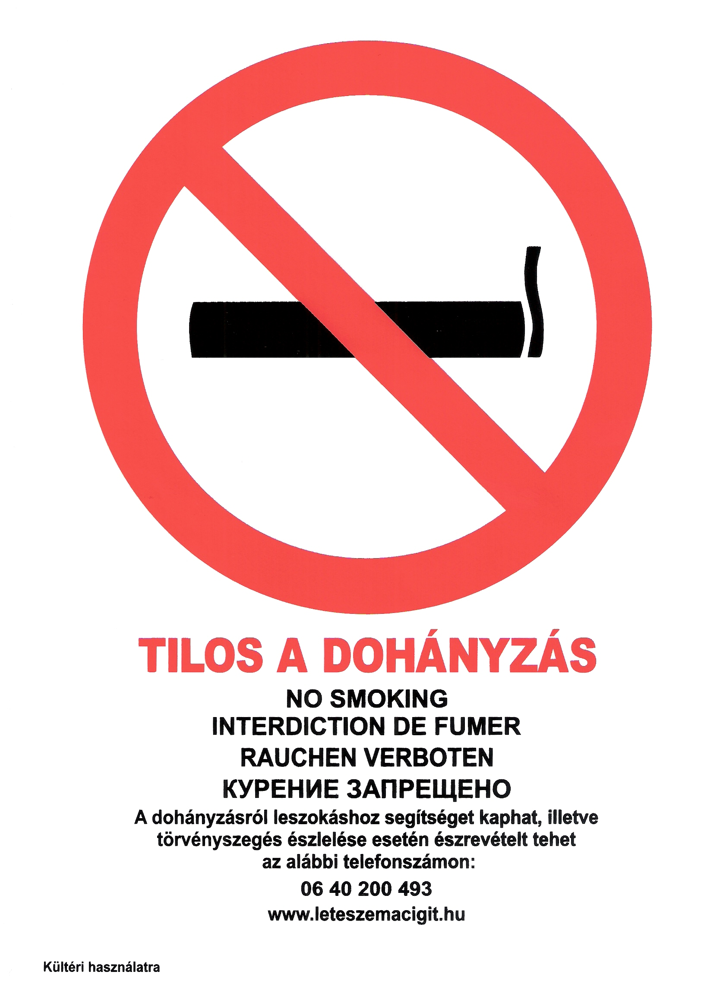 TILOS A DOHÁNYZÁS
NO SMOKING
INTERDICTION DE FUMER
RAUCHEN VERBOTEN
КУРЕНИЕ ЗАПРЕЩЕНО
A dohányzásról leszokáshoz segítséget kaphat, illetve
törvényszegés észlelése esetén észrevételt tehet
az alábbi telefonszámon:
06 40 200 493
www.leteszemacigit.hu
Kültéri használatra